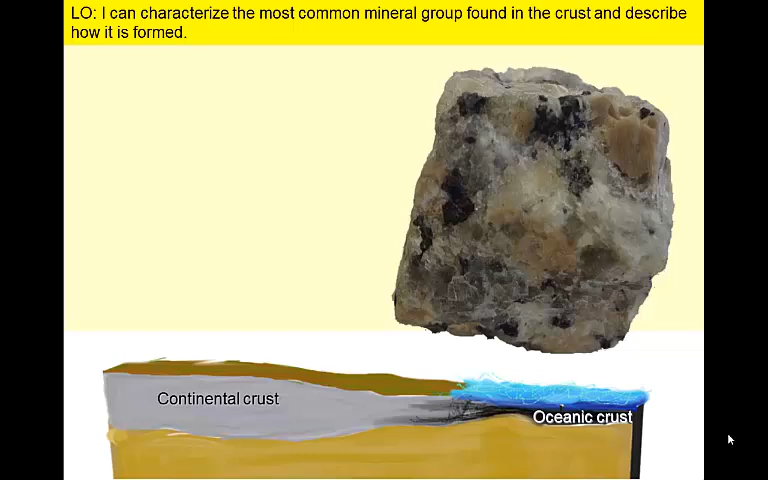 LO: I can characterize the most common mineral group found in the crust and describe
how it is formed.
Continental crust
Oceanic crust